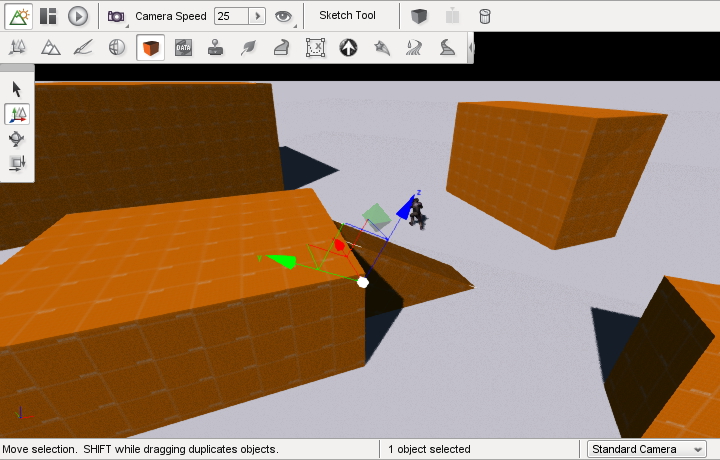 Camera Speed 25 Sketch Tool
DATA
z
Y
Move selection. SHIFT while dragging duplicates objects. 1 object selected Standard Camera